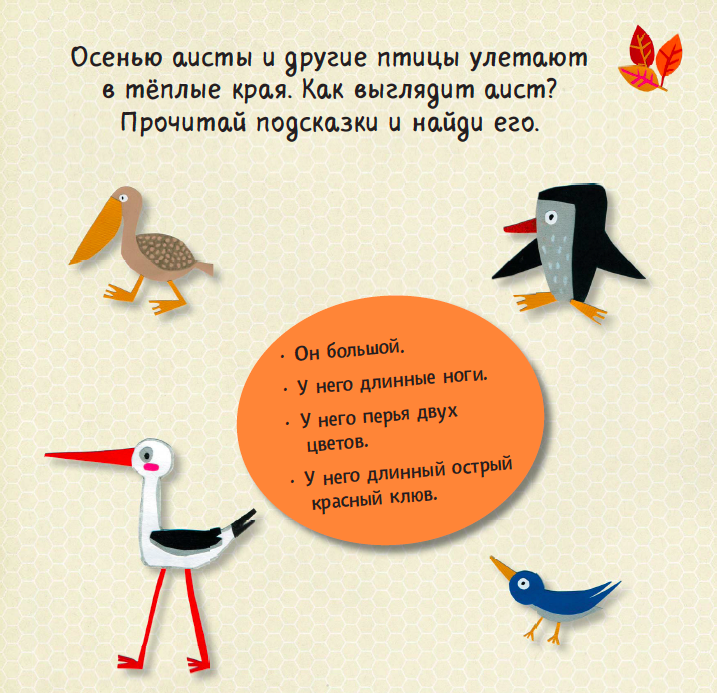 Осенью аисты и другие птицы улетают
в тёплые края. Как выглядит аист?
Прочитай подсказки и найди его.
· Он большой.
· У него длинные ноги.
· У него перья двух
цветов.
· У него длинный острый
красный клюв.